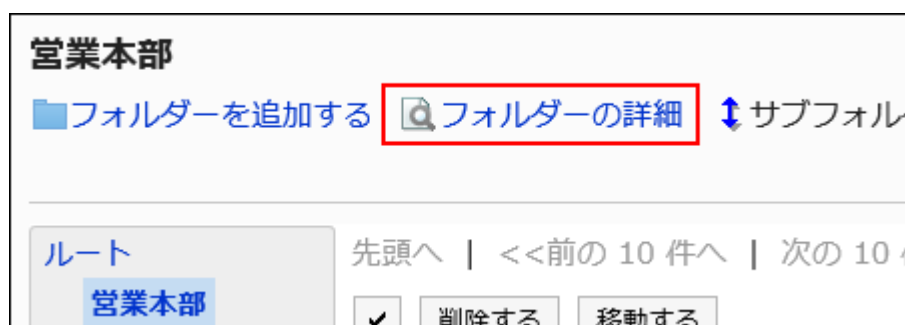 営業本部
フォルダーを追加する フォルダーの詳細 サブフォル
ルート
営業本部
先頭へ | <<前の 10 件へ | 次の 10
削除する 移動する